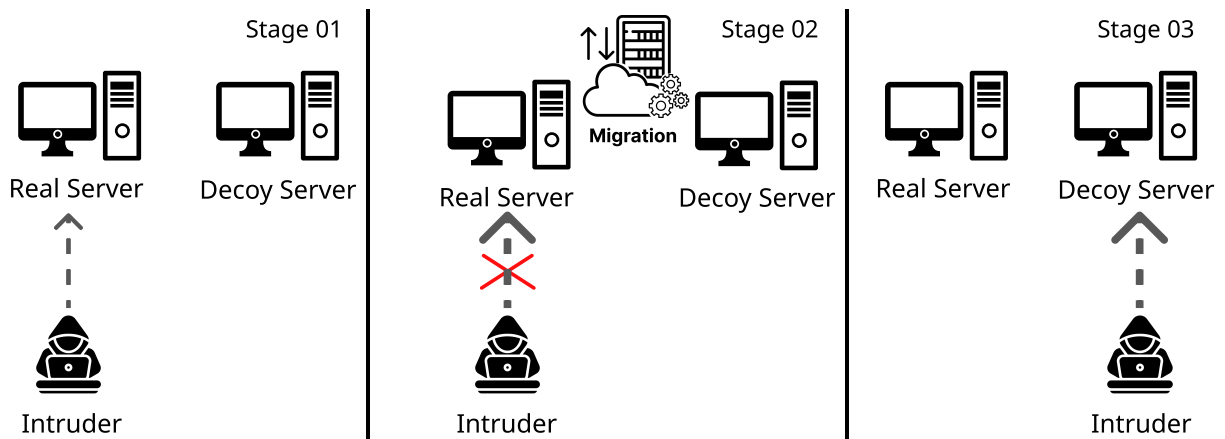 Stage 01
Real Server
Decoy Server
Intruder
Stage 02
Migration
Real Server
Decoy Server
Intruder
Stage 03
Real Server
Decoy Server
Intruder